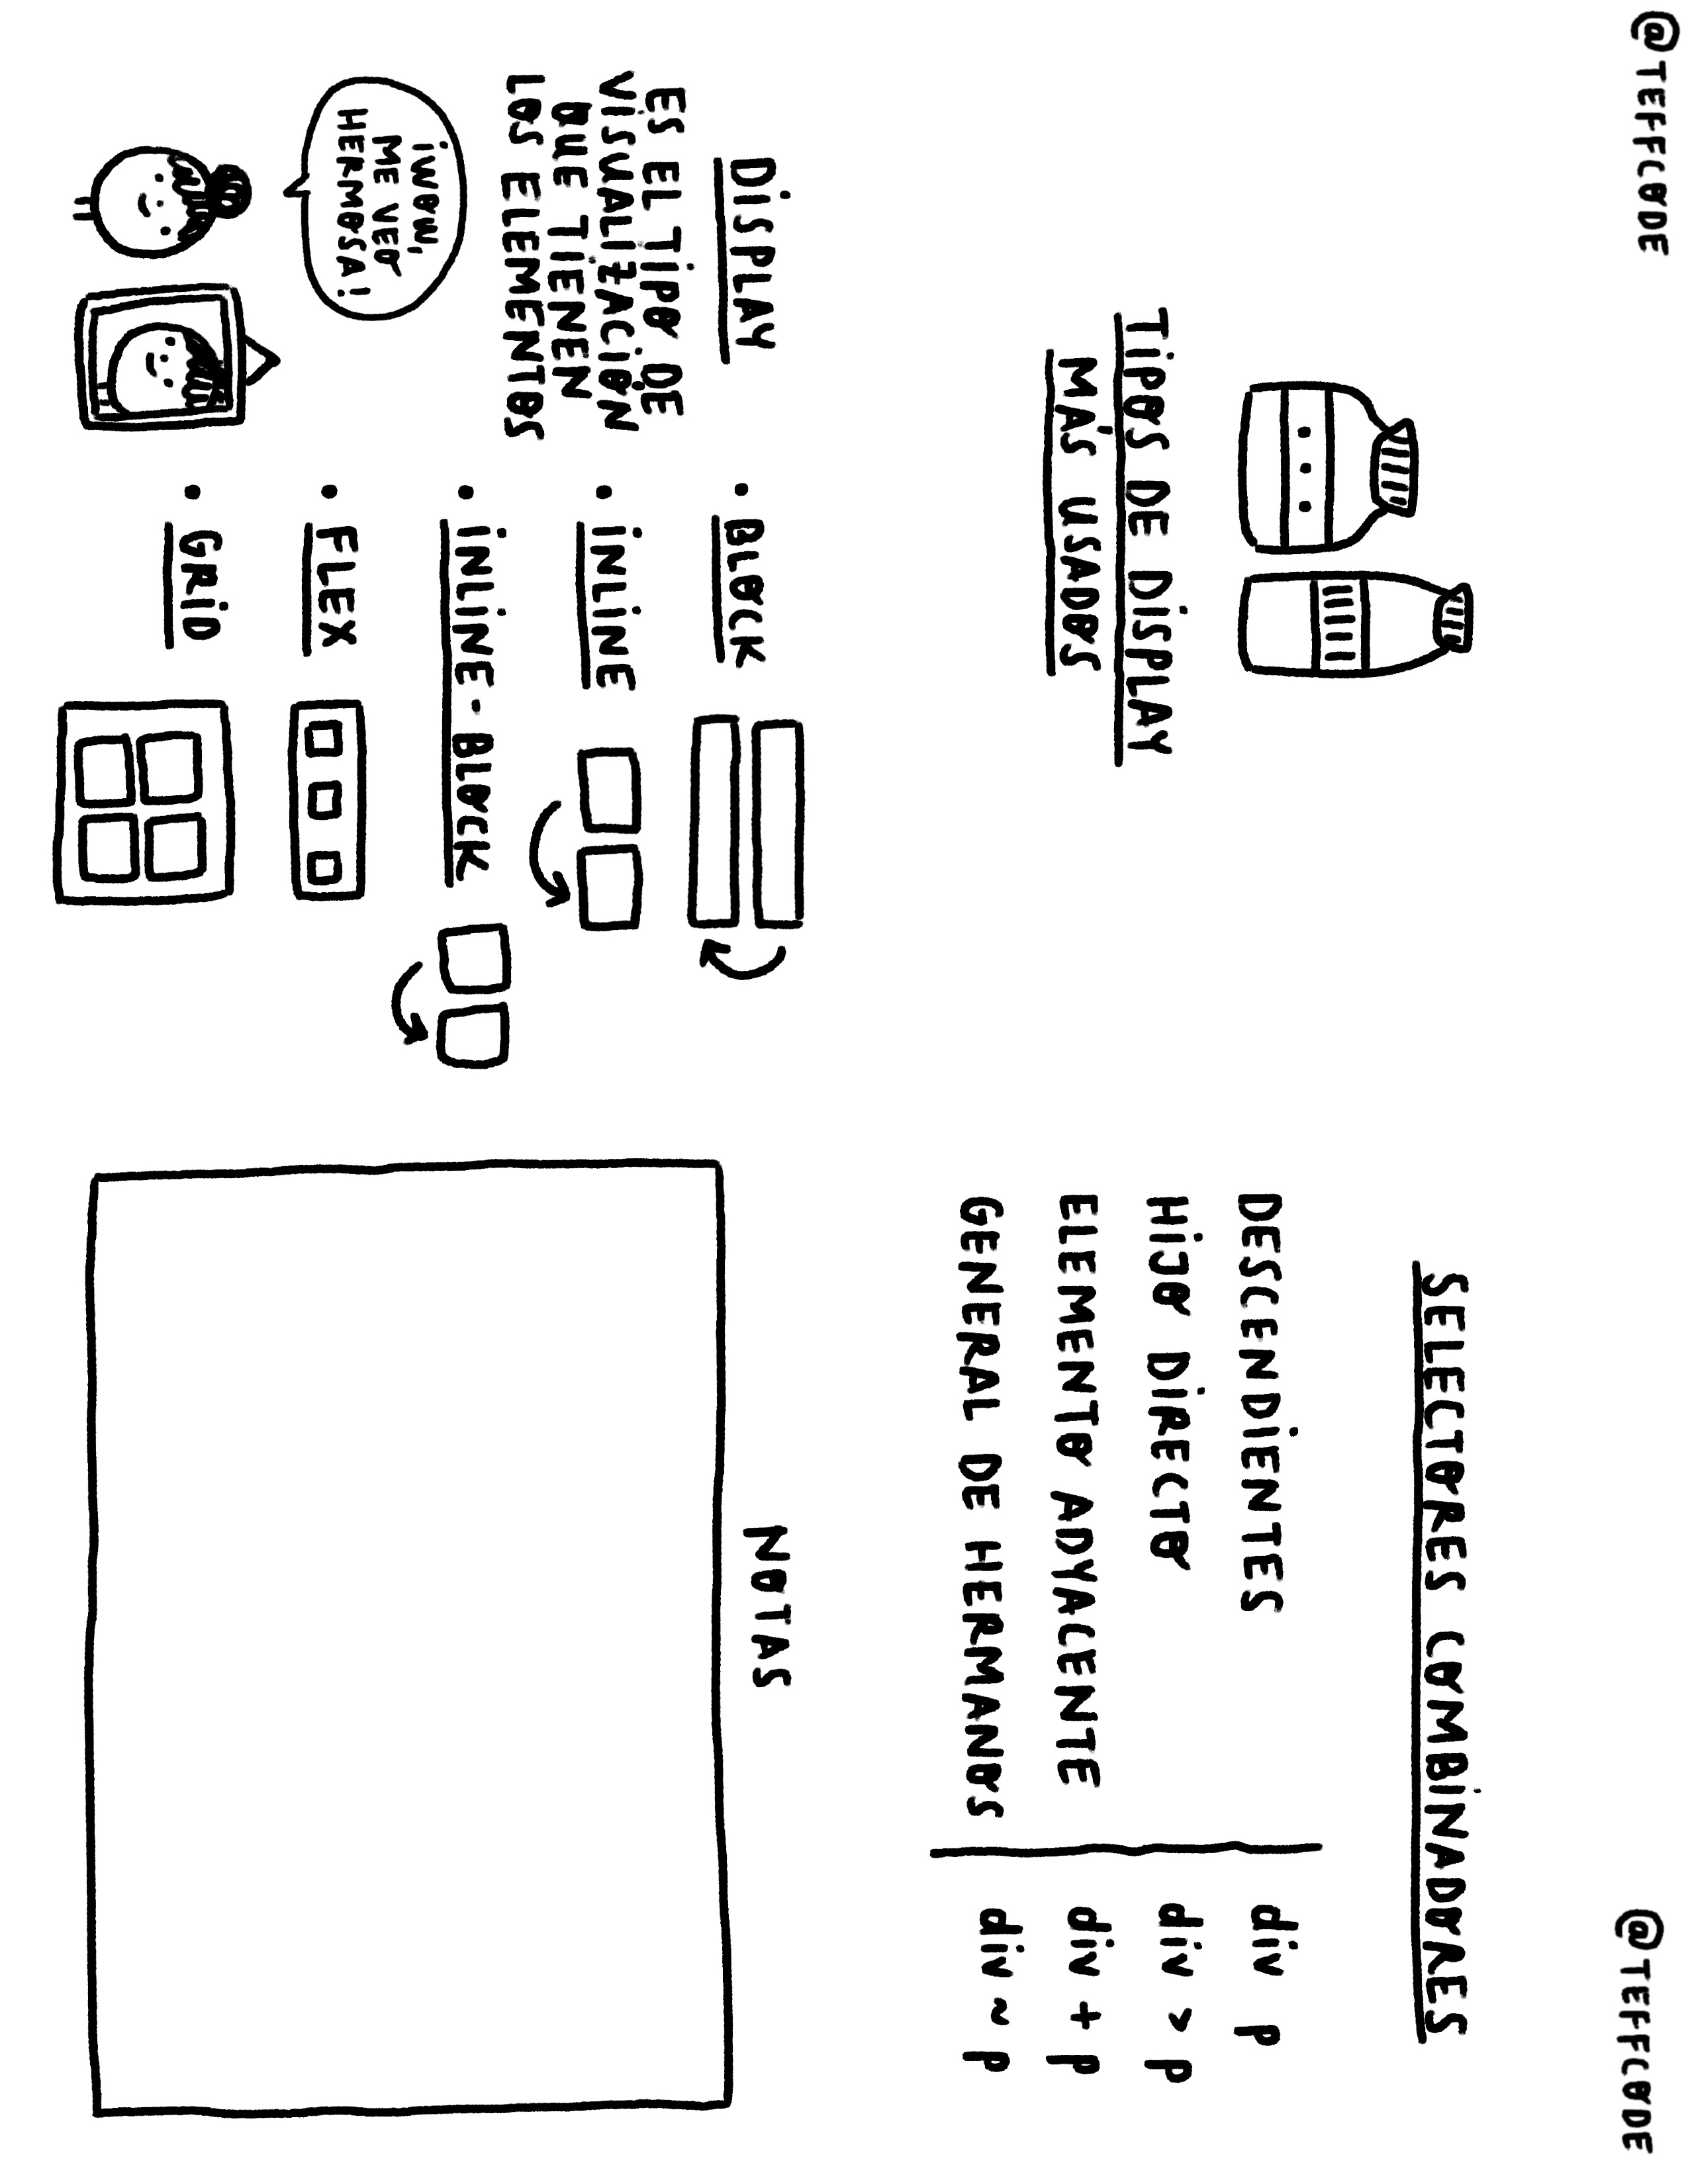 @TEFFCODE
@TEFFCODE
TIPOS DE DISPLAY
MÁS USADOS
SELECTORES COMBINADORES
DESCENDIENTES div p
HIJO DIRECTO div > p
ELEMENTO ADYACENTE div + p
GENERAL DE HERMANOS div ~ p
DISPLAY
ES EL TIPO DE
VISUALIZACIÓN
QUE TIENEN
LOS ELEMENTOS
¡WOW,
ME VEO
HERMOSA!
• BLOCK
• INLINE
• INLINE-BLOCK
• FLEX
• GRID
NOTAS